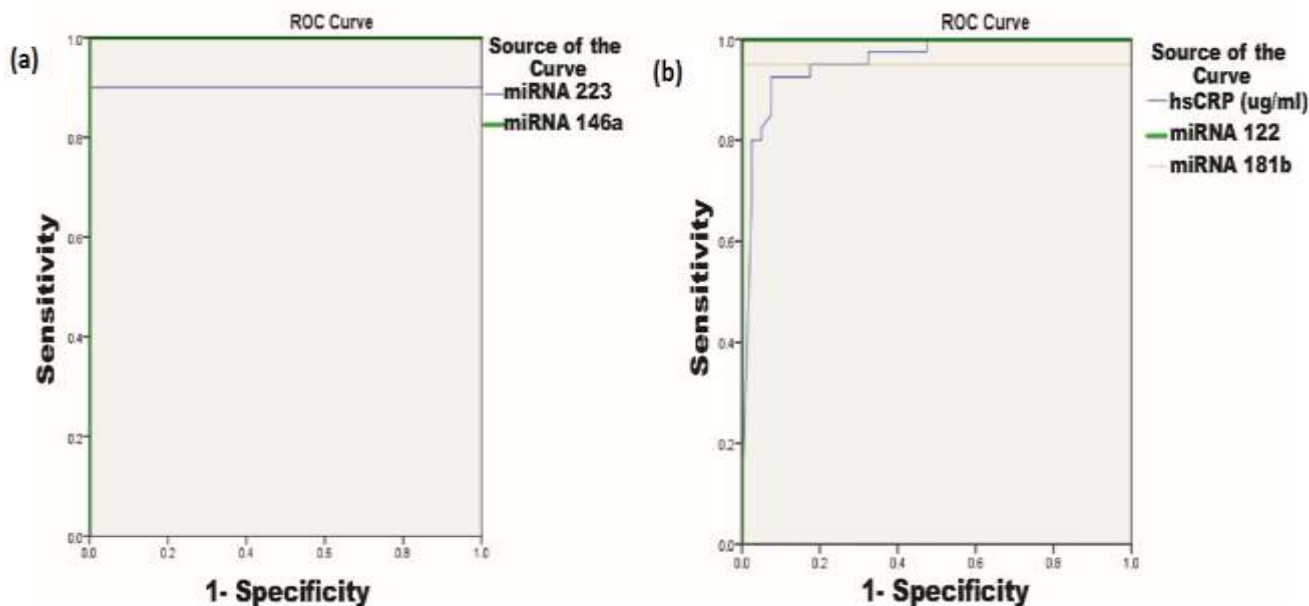 (a)
ROC Curve
Source of the
Curve
miRNA 223
miRNA 146a
Sensitivity
1.0
0.8
0.6
0.4
0.2
0.0
0.0 0.2 0.4 0.6 0.8 1.0
1- Specificity
(b)
ROC Curve
Source of the
Curve
hsCRP (ug/ml)
miRNA 122
miRNA 181b
Sensitivity
1.0
0.8
0.6
0.4
0.2
0.0
0.0 0.2 0.4 0.6 0.8 1.0
1- Specificity